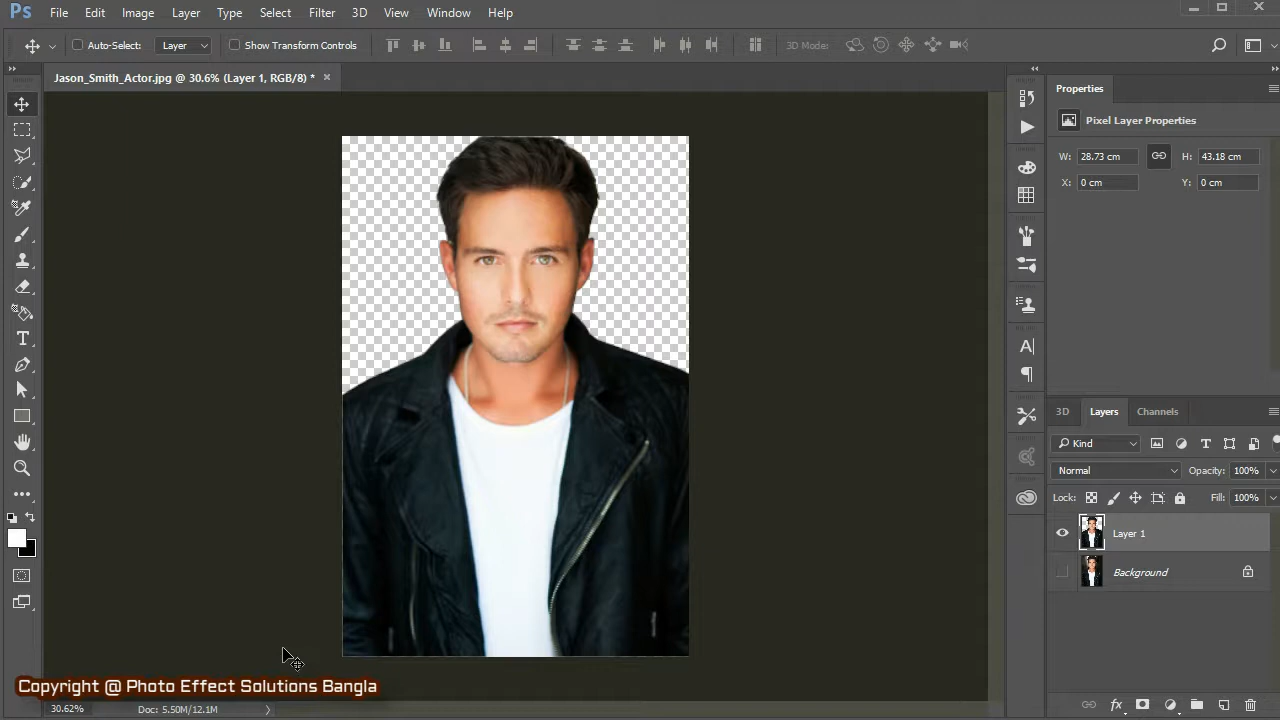 Ps File Edit Image Layer Type Select Filter 3D View Window Help
Auto-Select: Layer Show Transform Controls 3D Mode:
Jason_Smith_Actor.jpg @ 30.6% (Layer 1, RGB/8) * ×
Properties
Pixel Layer Properties
W: 28.73 cm H: 43.18 cm
X: 0 cm Y: 0 cm
3D Layers Channels
Kind
Normal Opacity: 100%
Lock: Fill: 100%
Layer 1
Background
Copyright @ Photo Effect Solutions Bangla
30.62% Doc: 5.50M/12.1M